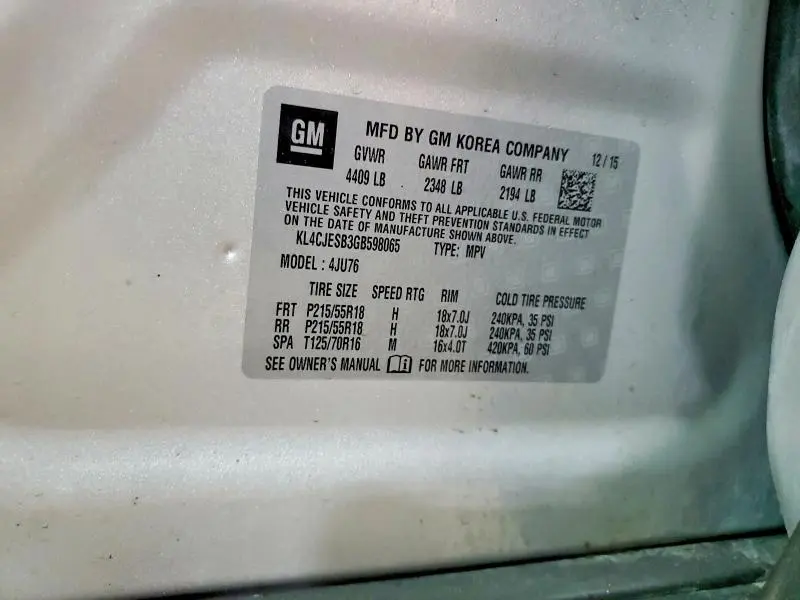 GM
MFD BY GM KOREA COMPANY 12 / 15
GVWR GAWR FRT GAWR RR
4409 LB 2348 LB 2194 LB
THIS VEHICLE CONFORMS TO ALL APPLICABLE U.S. FEDERAL MOTOR
VEHICLE SAFETY AND THEFT PREVENTION STANDARDS IN EFFECT
ON THE DATE OF MANUFACTURE SHOWN ABOVE.
KL4CJESB3GB598065 TYPE: MPV
MODEL : 4JU76
TIRE SIZE SPEED RTG RIM COLD TIRE PRESSURE
FRT P215/55R18 H 18x7.0J 240KPA, 35 PSI
RR P215/55R18 H 18x7.0J 240KPA, 35 PSI
SPA T125/70R16 M 16x4.0T 420KPA, 60 PSI
SEE OWNER'S MANUAL FOR MORE INFORMATION.